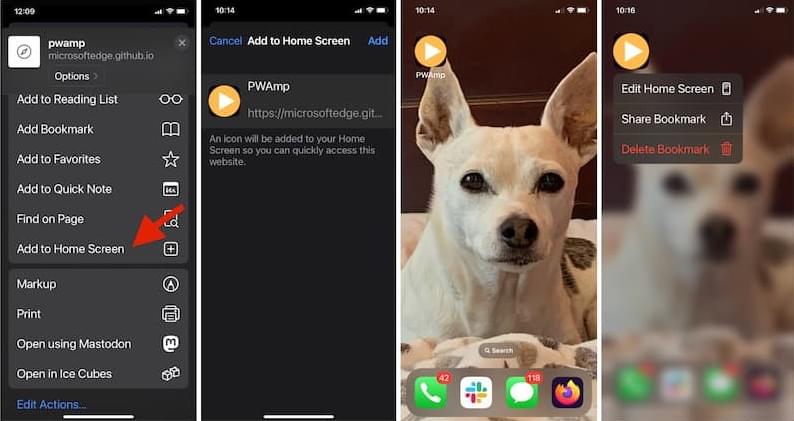 12:09
pwamp
microsoftedge.github.io
Options
Add to Reading List
Add Bookmark
Add to Favorites
Add to Quick Note
Find on Page
Add to Home Screen
Markup
Print
Open using Mastodon
Open in Ice Cubes
Edit Actions...
10:14
Cancel Add to Home Screen Add
PWAmp
https://microsoftedge.git...
An icon will be added to your Home
Screen so you can quickly access this
website.
10:14
PWAmp
Search
42
118
10:16
Edit Home Screen
Share Bookmark
Delete Bookmark